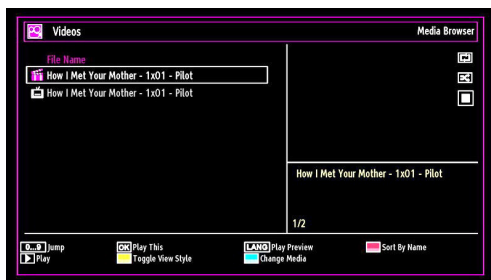 Videos
Media Browser
File Name
How I Met Your Mother - 1x01 - Pilot
How I Met Your Mother - 1x01 - Pilot
How I Met Your Mother - 1x01 - Pilot
1/2
0...9 Jump
OK Play This
LANG Play Preview
Sort By Name
Play
Toggle View Style
Change Media